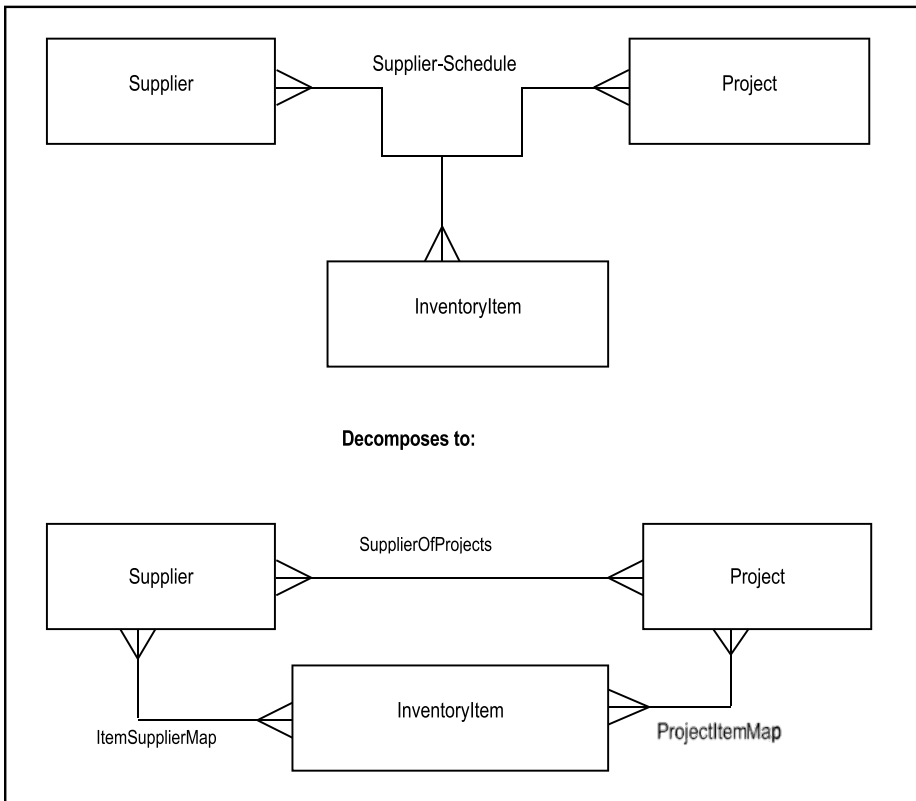 Supplier
Supplier-Schedule
Project
InventoryItem
Decomposes to:
SupplierOfProjects
Supplier
Project
InventoryItem
ItemSupplierMap
ProjectItemMap